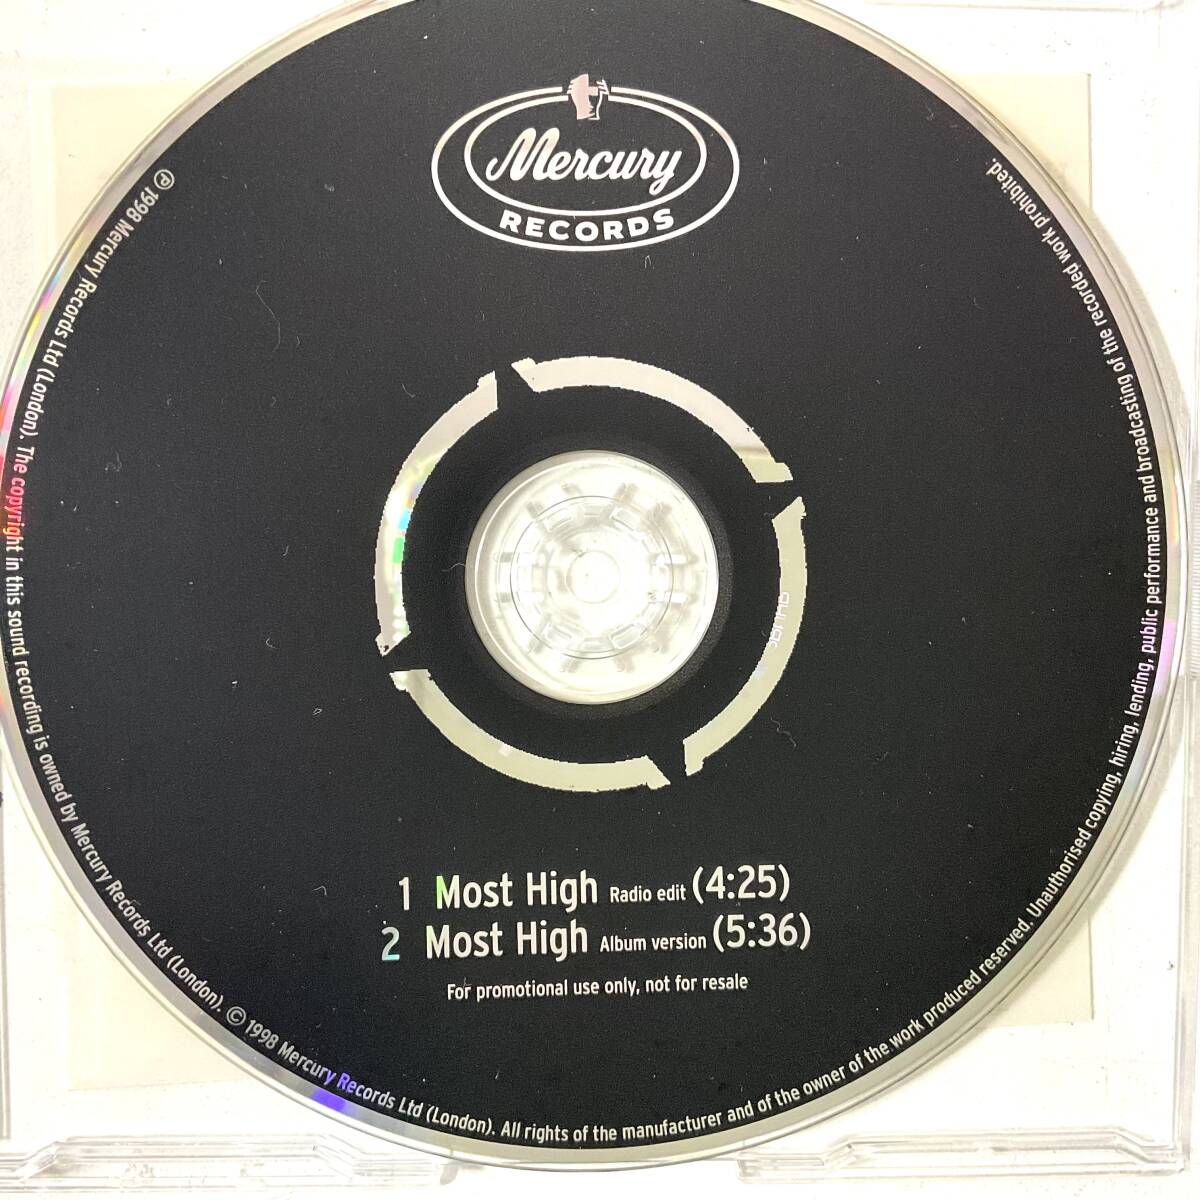 Mercury
RECORDS
1 Most High Radio edit (4:25)
2 Most High Album version (5:36)
For promotional use only, not for resale
℗ 1998 Mercury Records Ltd (London). The copyright in this sound recording is owned by Mercury Records Ltd (London). © 1998 Mercury Records Ltd (London). All rights of the manufacturer and of the owner of the work produced reserved. Unauthorised copying, hiring, lending, public performance and broadcasting of the recorded work prohibited.